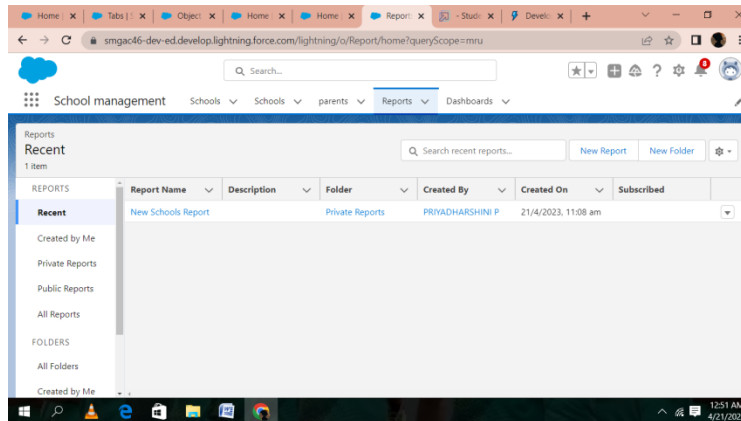 Home | Tabs | S Object Home | Home | Report - Stude Develo
smgac46-dev-ed.develop.lightning.force.com/lightning/o/Report/home?queryScope=mru
Search...
8
School management Schools Schools parents Reports Dashboards
Reports
Recent
1 item
Search recent reports...
New Report New Folder
REPORTS
Report Name Description Folder Created By Created On Subscribed
Recent
New Schools Report Private Reports PRIYADHARSHINI P 21/4/2023, 11:08 am
Created by Me
Private Reports
Public Reports
All Reports
FOLDERS
All Folders
Created by Me
12:51 AM
4/21/202